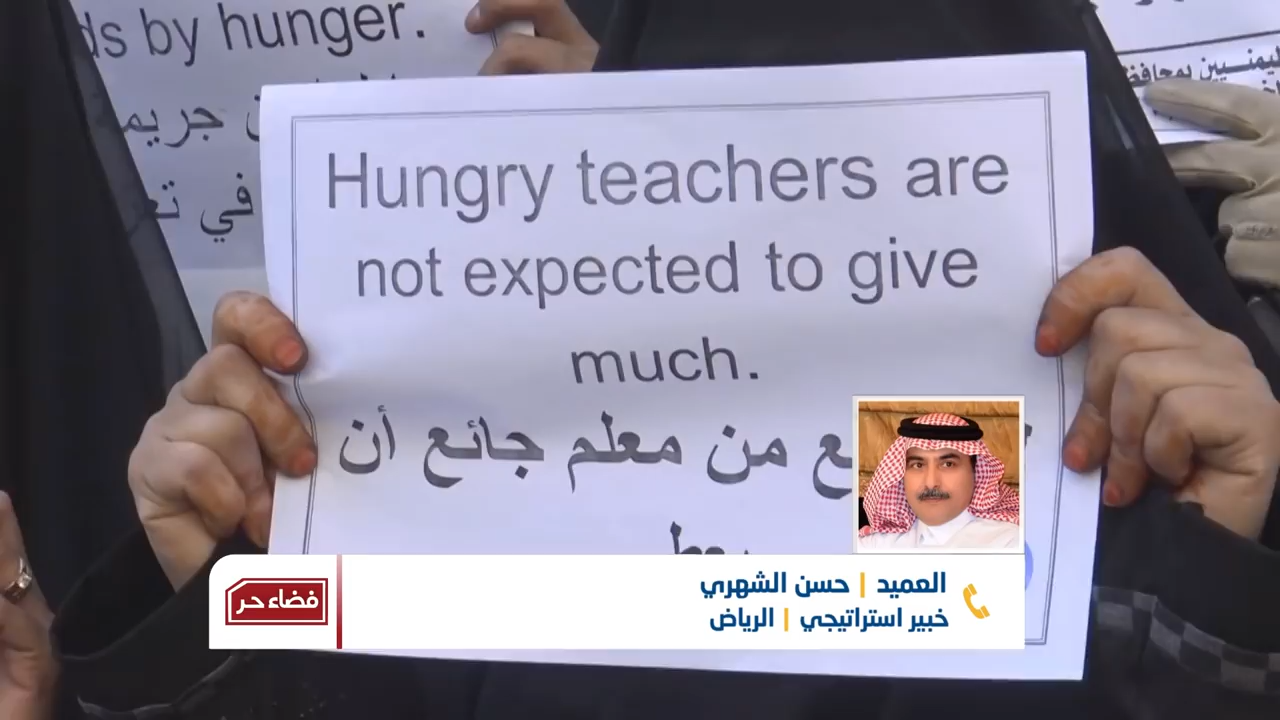 ds by hunger.
جريم
في تع
Hungry teachers are
not expected to give
much.
من معلم جائع أن
العميد | حسن الشهري
خبير استراتيجي | الرياض
فضاء حر